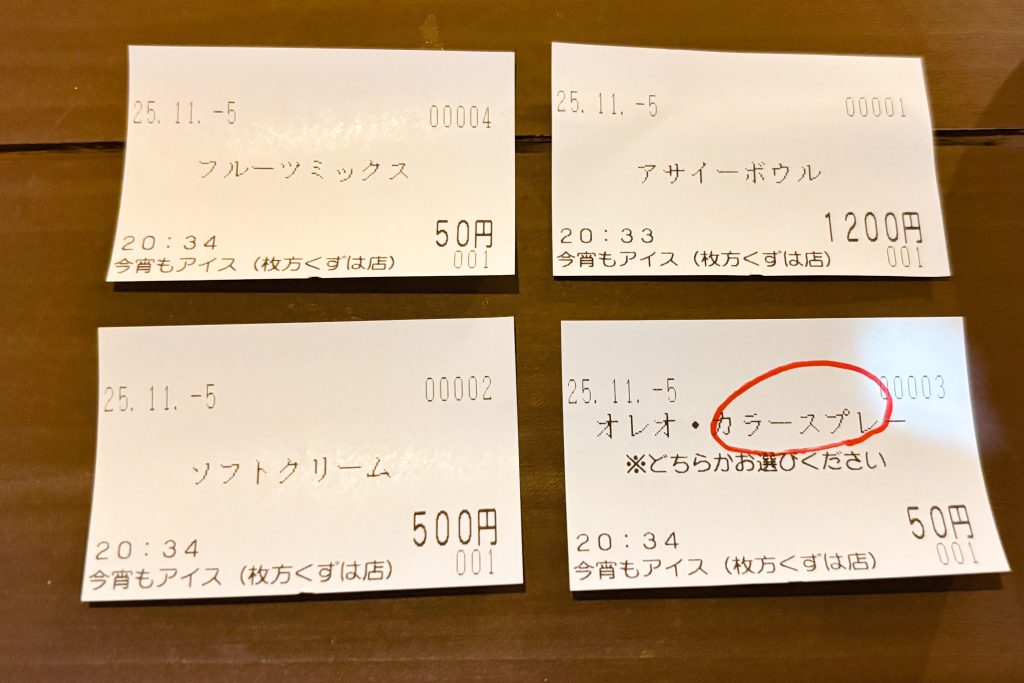 25.11.-5 00004
フルーツミックス
20:34 50円
今宵もアイス（枚方くずは店） 001
25.11.-5 00001
アサイーボウル
20:33 1200円
今宵もアイス（枚方くずは店） 001
25.11.-5 00002
ソフトクリーム
20:34 500円
今宵もアイス（枚方くずは店） 001
25.11.-5 00003
オレオ・カラースプレー
※どちらかお選びください
20:34 50円
今宵もアイス（枚方くずは店） 001